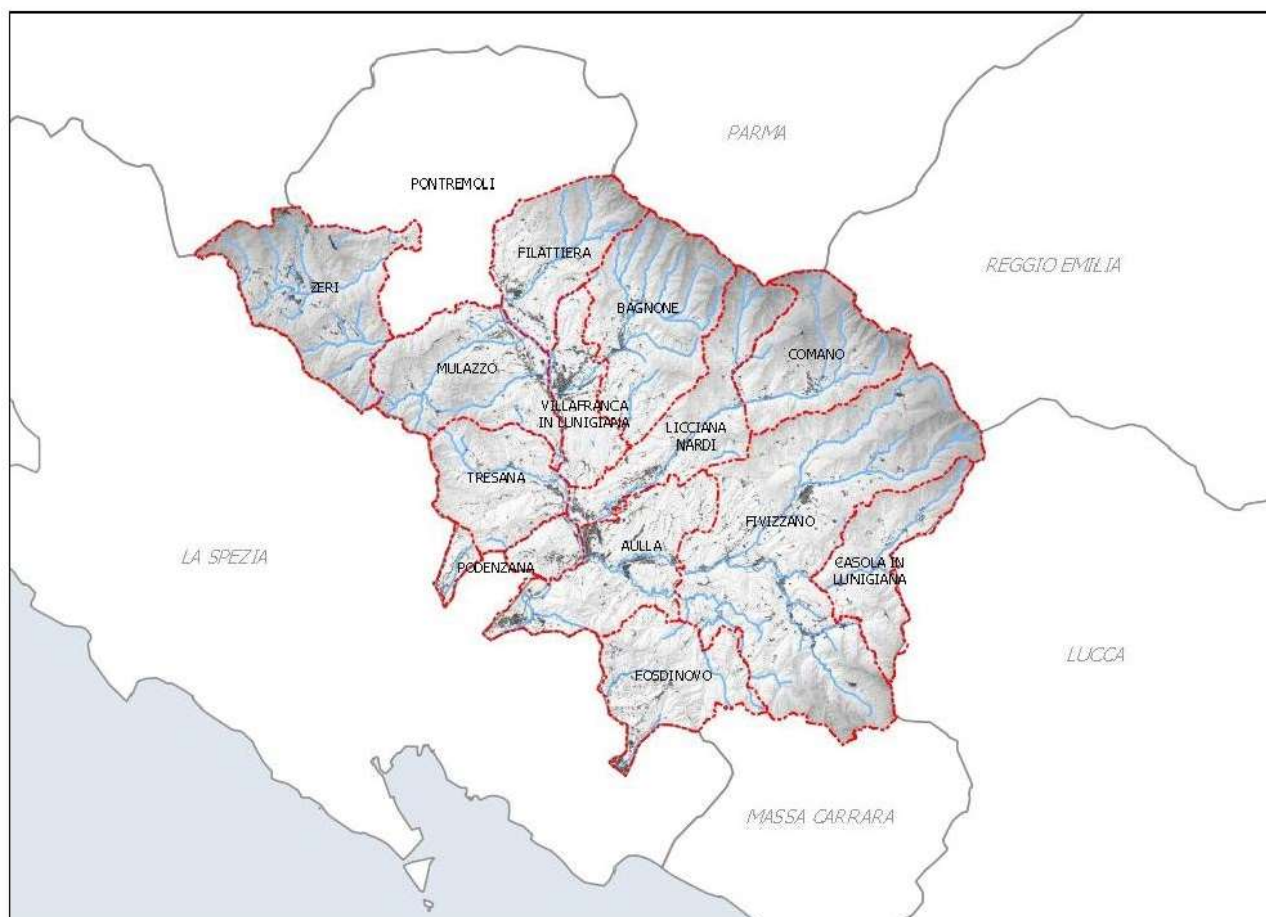 PARMA
PONTREMOLI
FILATTIERA
REGGIO EMILIA
ZERI
BAGNONE
COMANO
MULAZZO
VILLAFRANCA
IN LUNIGIANA
LICCIANA
NARDI
TRESANA
FIVIZZANO
AULLA
LA SPEZIA
PODENZANA
CASOLA IN
LUNIGIANA
LUCCA
FOSDINOVO
MASSA CARRARA